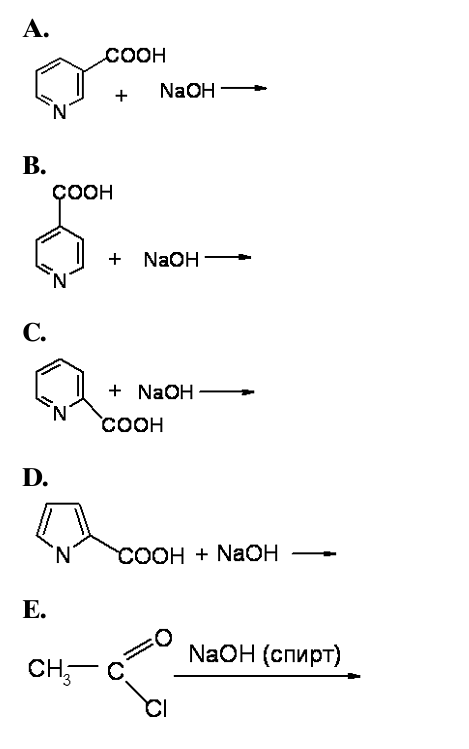 A.
COOH
N + NaOH
B.
COOH
N + NaOH
C.
N + NaOH
COOH
D.
N COOH + NaOH
E.
O
CH3 C NaOH (спирт)
Cl